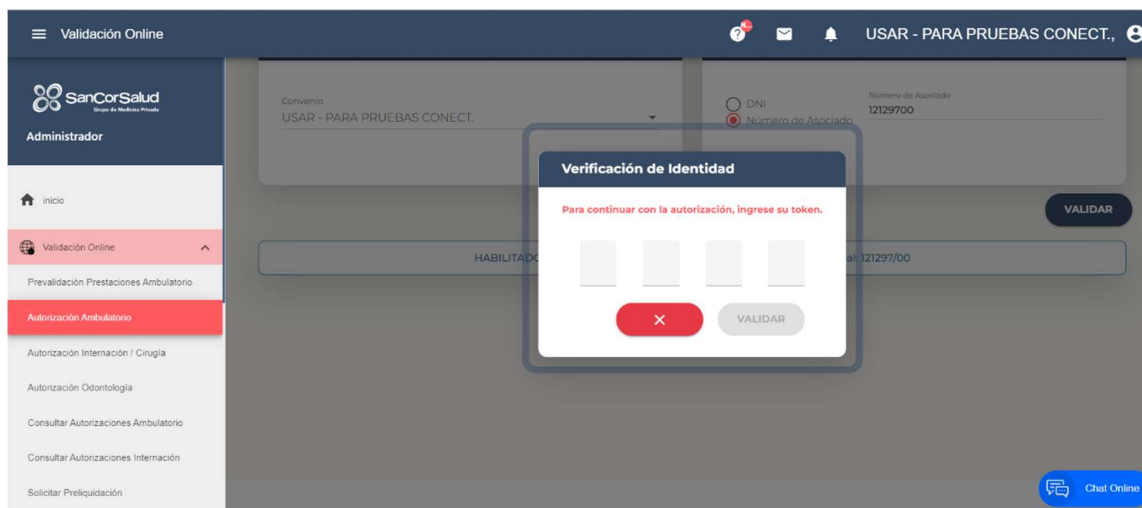 Validación Online
USAR - PARA PRUEBAS CONECT.,
SanCorSalud
Grupo de Medicina Privada
Administrador
inicio
Validación Online
Prevalidación Prestaciones Ambulatorio
Autorización Ambulatorio
Autorización Internación / Cirugía
Autorización Odontología
Consultar Autorizaciones Ambulatorio
Consultar Autorizaciones Internación
Solicitar Preliquidación
Convenio
USAR - PARA PRUEBAS CONECT.
DNI
Número de Asociado
Número de Asociado
12129700
VALIDAR
HABILITADO
121297/00
Verificación de Identidad
Para continuar con la autorización, ingrese su token.
VALIDAR
Chat Online